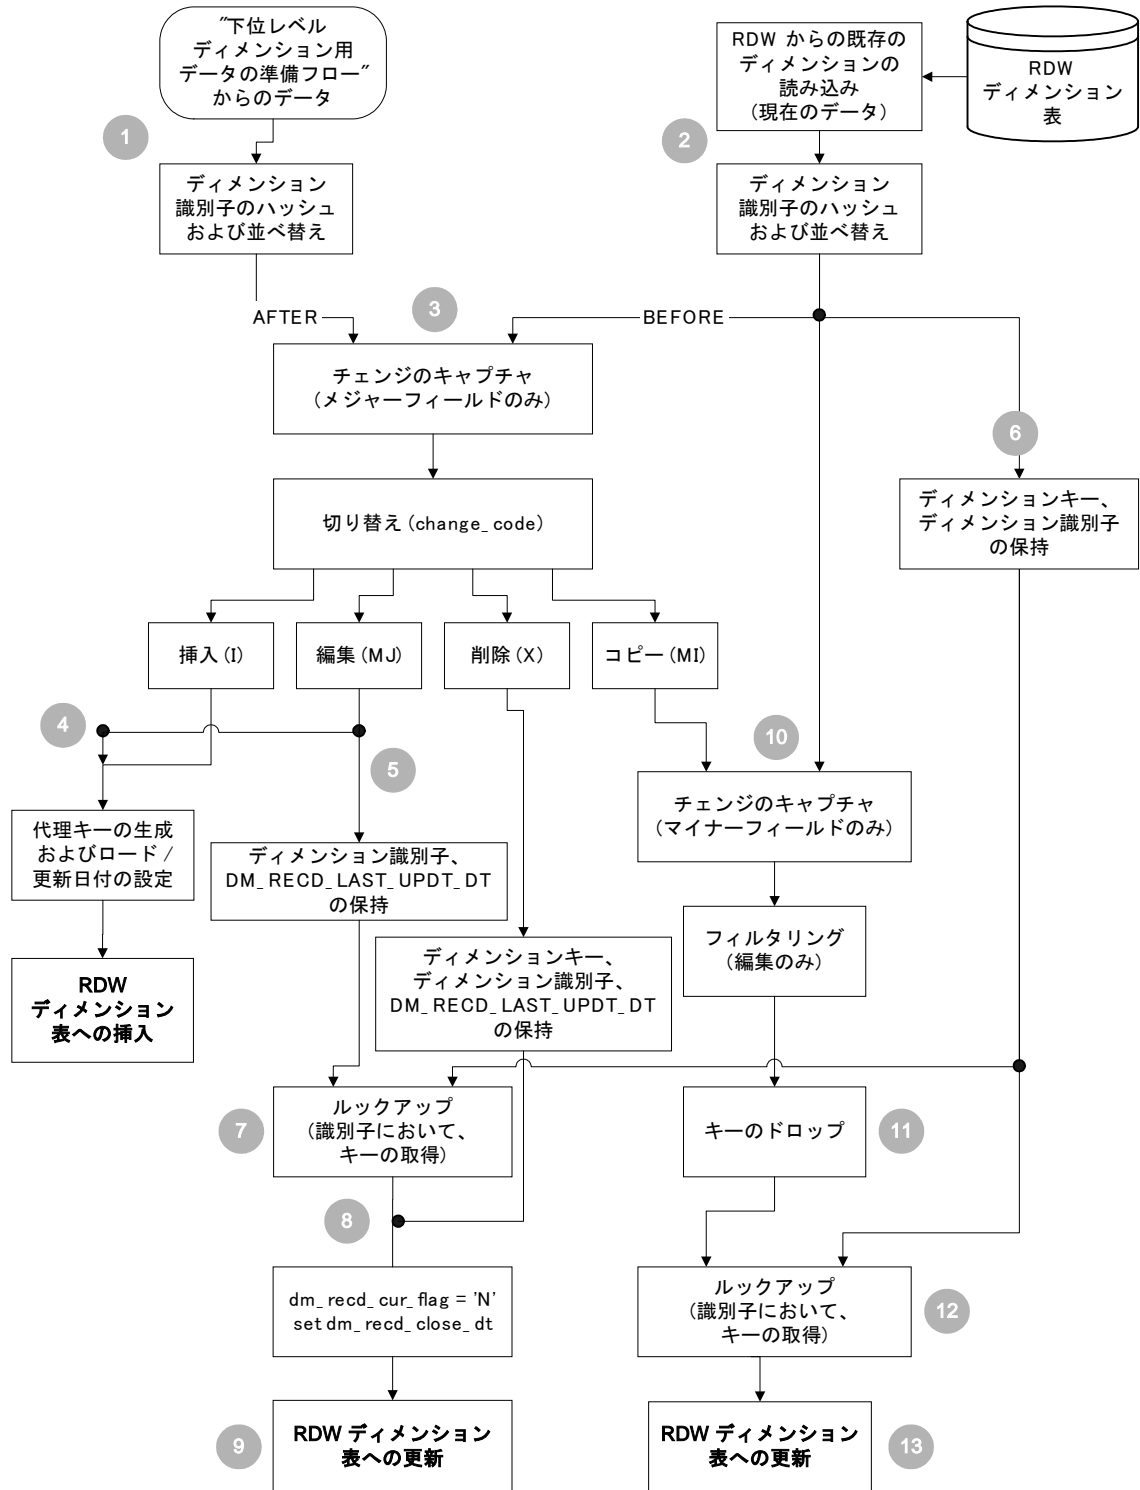 "下位レベル
ディメンション用
データの準備フロー"
からのデータ
RDW からの既存の
ディメンションの
読み込み
(現在のデータ)
RDW
ディメンション
表
1
2
ディメンション
識別子のハッシュ
および並べ替え
ディメンション
識別子のハッシュ
および並べ替え
3
AFTER
BEFORE
チェンジのキャプチャ
(メジャーフィールドのみ)
6
切り替え (change_code)
ディメンションキー、
ディメンション識別子
の保持
挿入 (I)
編集 (MJ)
削除 (X)
コピー (MI)
4
5
10
チェンジのキャプチャ
(マイナーフィールドのみ)
代理キーの生成
およびロード /
更新日付の設定
ディメンション識別子、
DM_RECD_LAST_UPDT_DT
の保持
フィルタリング
(編集のみ)
ディメンションキー、
ディメンション識別子、
DM_RECD_LAST_UPDT_DT
の保持
RDW
ディメンション
表への挿入
7
ルックアップ
(識別子において、
キーの取得)
キーのドロップ
11
8
dm_recd_cur_flag = 'N'
set dm_recd_close_dt
ルックアップ
(識別子において、
キーの取得)
12
9
RDW ディメンション
表への更新
RDW ディメンション
表への更新
13